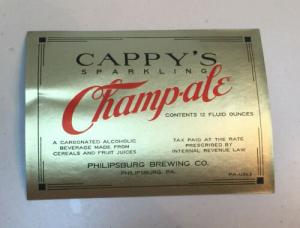 CAPPY'S
SPARKLING
Champ-ale
CONTENTS 12 FLUID OUNCES
A CARBONATED ALCOHOLIC
BEVERAGE MADE FROM
CEREALS AND FRUIT JUICES
TAX PAID AT THE RATE
PRESCRIBED BY
INTERNAL REVENUE LAW
PHILIPSBURG BREWING CO.
PHILIPSBURG, PA.